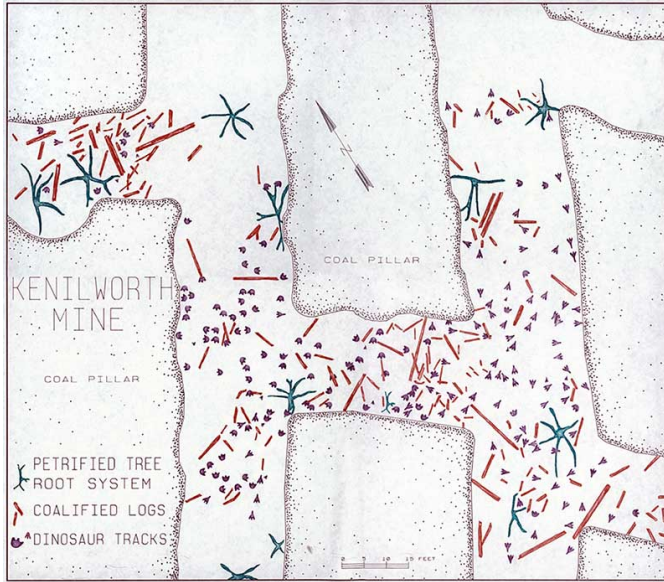 COAL PILLAR
KENILWORTH
MINE
COAL PILLAR
PETRIFIED TREE
ROOT SYSTEM
COALIFIED LOGS
DINOSAUR TRACKS
0 5 10 15 FEET